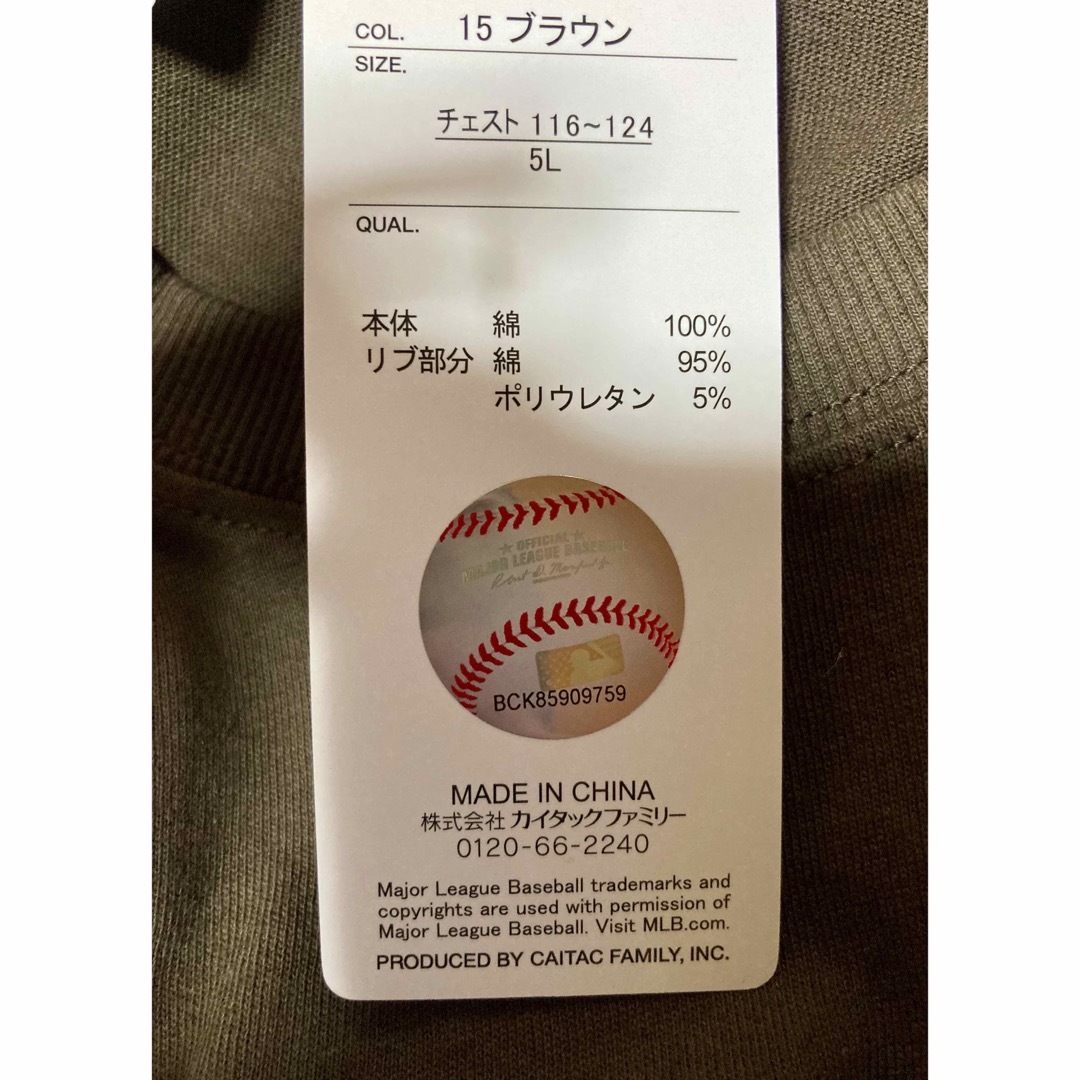 COL. 15 ブラウン
SIZE.
チェスト 116~124
5L
QUAL.
本体 綿 100%
リブ部分 綿 95%
ポリウレタン 5%
OFFICIAL
MAJOR LEAGUE BASEBALL
BCK85909759
MADE IN CHINA
株式会社 カイタックファミリー
0120-66-2240
Major League Baseball trademarks and
copyrights are used with permission of
Major League Baseball. Visit MLB.com.
PRODUCED BY CAITAC FAMILY, INC.